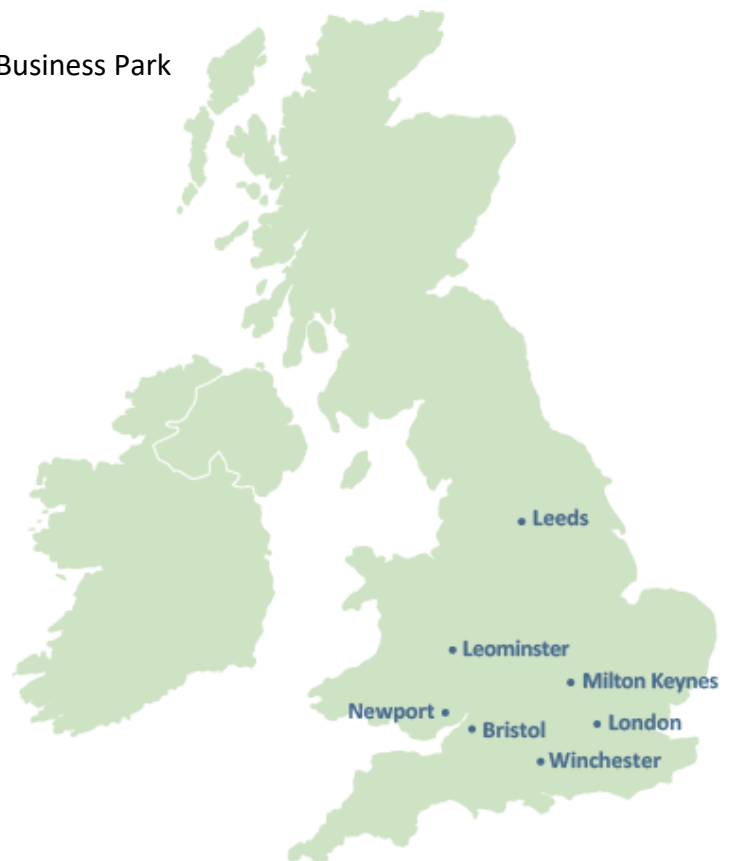 Business Park
Leeds
Leominster
Milton Keynes
Newport
London
Bristol
Winchester